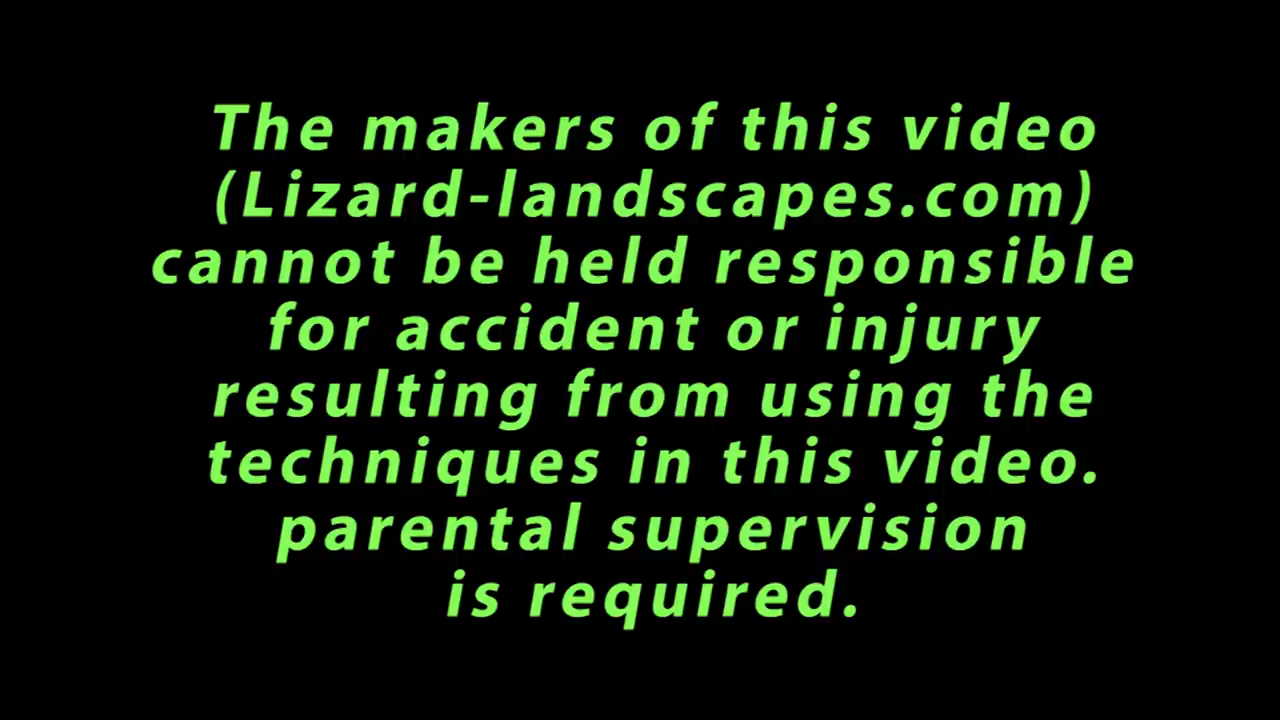 The makers of this video
(Lizard-landscapes.com)
cannot be held responsible
for accident or injury
resulting from using the
techniques in this video.
parental supervision
is required.